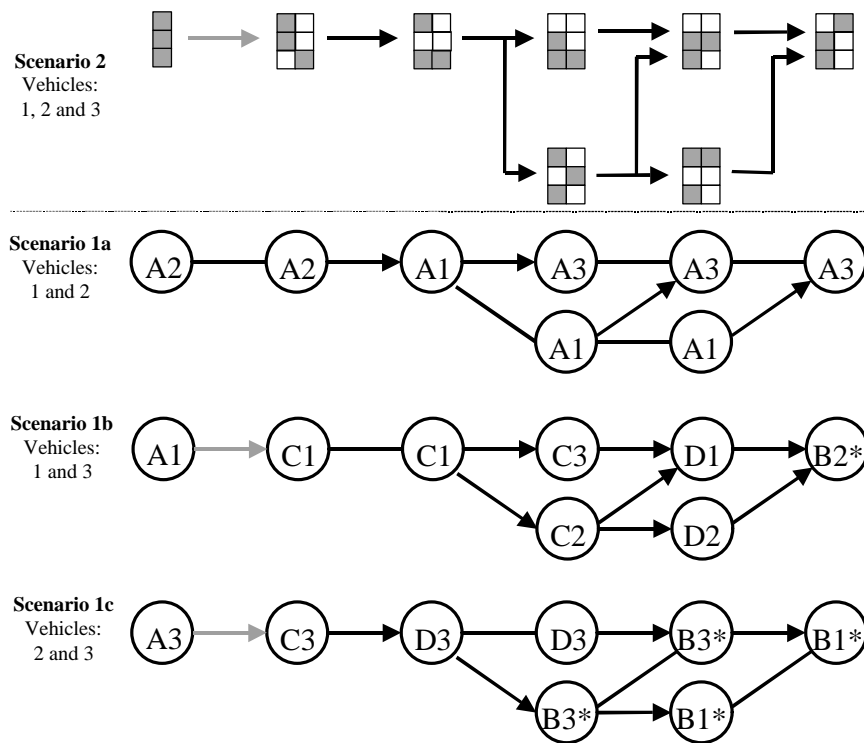 Scenario 2
Vehicles:
1, 2 and 3
Scenario 1a
Vehicles:
1 and 2
A2 A2 A1 A3 A3 A3
A1 A1
Scenario 1b
Vehicles:
1 and 3
A1 C1 C1 C3 D1 B2*
C2 D2
Scenario 1c
Vehicles:
2 and 3
A3 C3 D3 D3 B3* B1*
B3* B1*